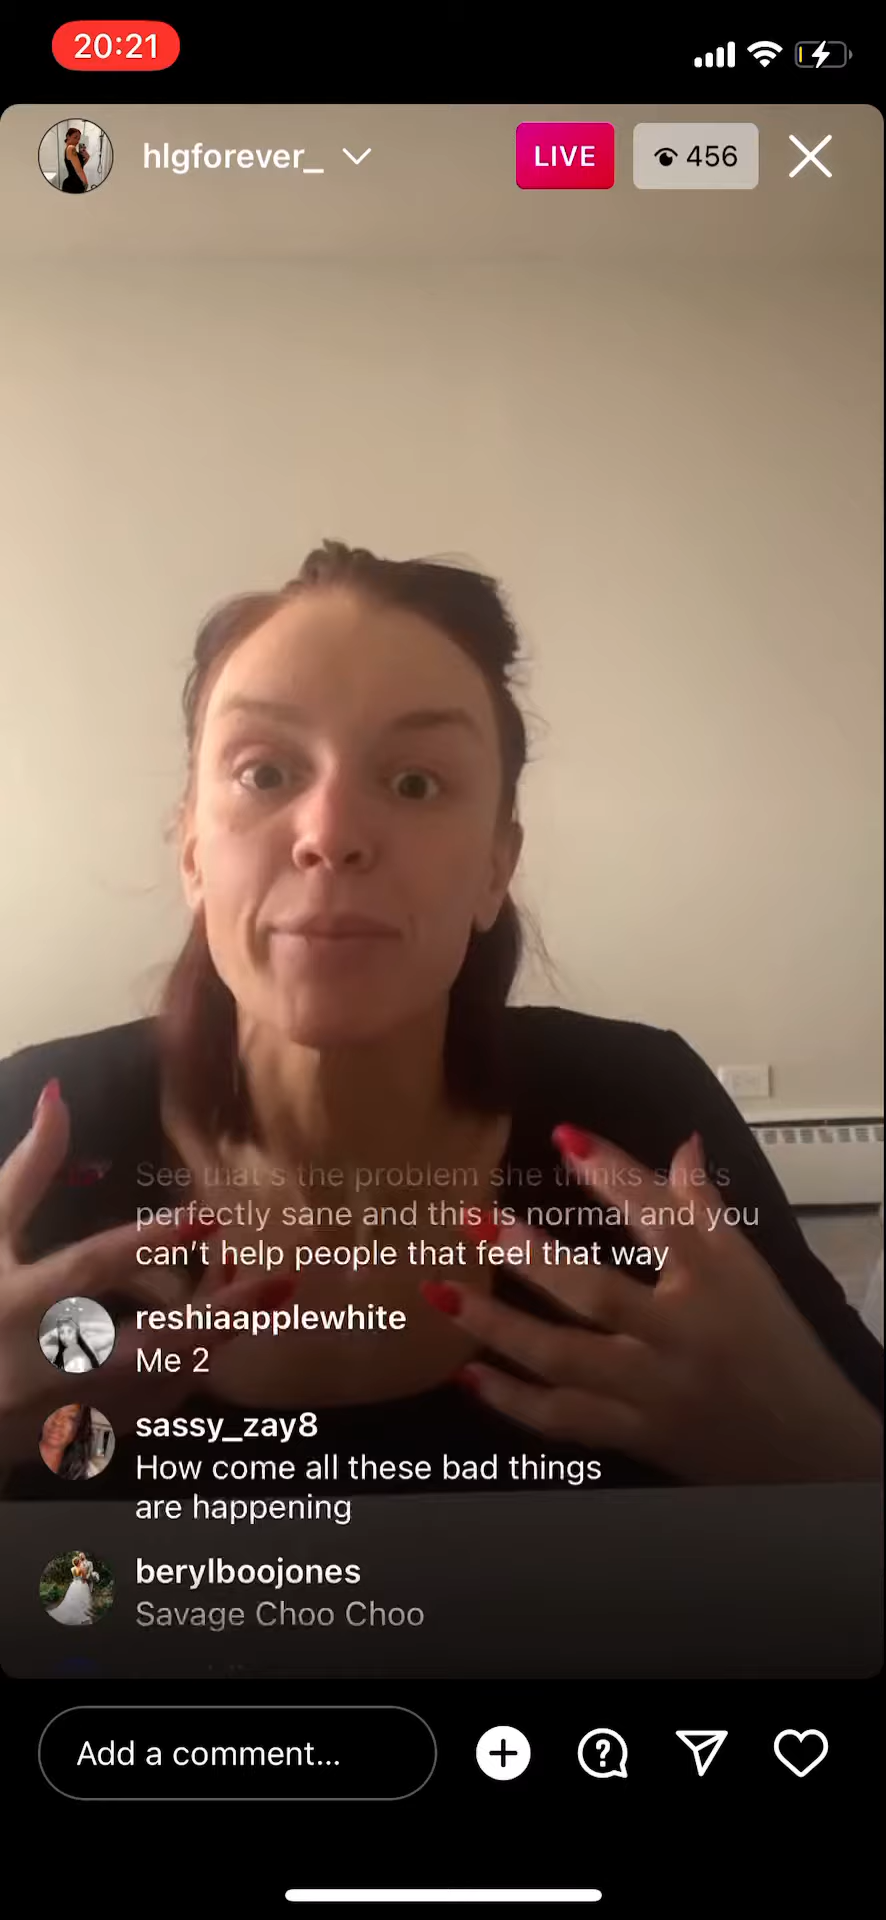 20:21
hlgforever_
LIVE
456
See that's the problem she thinks she's
perfectly sane and this is normal and you
can't help people that feel that way
reshiaapplewhite
Me 2
sassy_zay8
How come all these bad things
are happening
berylboojones
Savage Choo Choo
Add a comment...